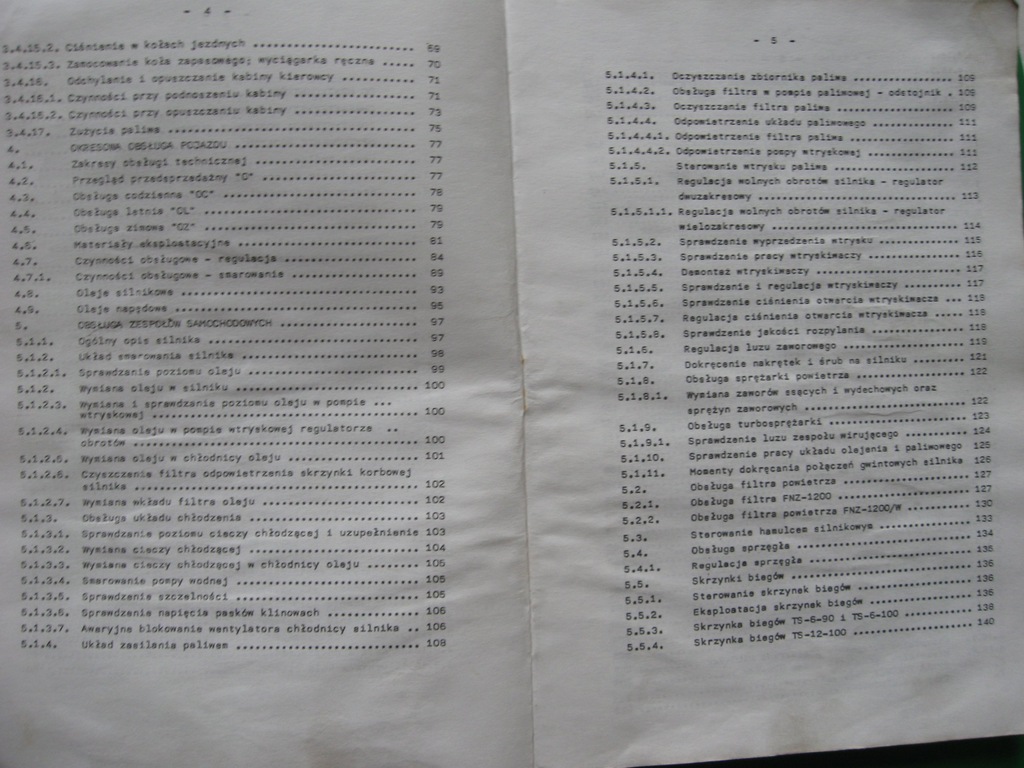 - 4 -
3.4.15.2. Ciśnienie w kołach jezdnych ........................ 69
3.4.15.3. Zamocowanie koła zapasowego; wyciągarka ręczna ..... 70
3.4.16. Odchylanie i opuszczanie kabiny kierowcy ............. 71
3.4.16.1. Czynności przy podnoszeniu kabiny .................. 71
3.4.16.2. Czynności przy opuszczaniu kabiny .................. 73
3.4.17. Zużycie paliwa ....................................... 75
4. OKRESOWA OBSŁUGA POJAZDU ............................. 77
4.1. Zakresy obsługi technicznej .......................... 77
4.2. Przegląd przedsprzedażny "O" ......................... 77
4.3. Obsługa codzienna "OC" ............................... 78
4.4. Obsługa letnia "OL" .................................. 79
4.5. Obsługa zimowa "OZ" .................................. 79
4.6. Materiały eksploatacyjne ............................. 81
4.7. Czynności obsługowe - regulacja ...................... 84
4.7.1. Czynności obsługowe - smarowanie ..................... 89
4.8. Oleje silnikowe ...................................... 93
4.9. Oleje napędowe ....................................... 95
5. OBSŁUGA ZESPOŁÓW SAMOCHODOWYCH ....................... 97
5.1.1. Ogólny opis silnika .................................. 97
5.1.2. Układ smarowania silnika ............................. 98
5.1.2.1. Sprawdzanie poziomu oleju ............................ 99
5.1.2. Wymiana oleju w silniku .............................. 100
5.1.2.3. Wymiana i sprawdzanie poziomu oleju w pompie ...
wtryskowej ........................................... 100
5.1.2.4. Wymiana oleju w pompie wtryskowej regulatorze ..
obrotów .............................................. 100
5.1.2.5. Wymiana oleju w chłodnicy oleju ...................... 101
5.1.2.6. Czyszczenie filtra odpowietrzenia skrzynki korbowej
silnika .............................................. 102
5.1.2.7. Wymiana wkładu filtra oleju .......................... 102
5.1.3. Obsługa układu chłodzenia ............................ 103
5.1.3.1. Sprawdzanie poziomu cieczy chłodzącej i uzupełnienie 103
5.1.3.2. Wymiana cieczy chłodzącej ............................ 104
5.1.3.3. Wymiana cieczy chłodzącej w chłodnicy oleju .......... 105
5.1.3.4. Smarowanie pompy wodnej .............................. 105
5.1.3.5. Sprawdzenie szczelności .............................. 105
5.1.3.6. Sprawdzenie napięcia pasków klinowach ................ 106
5.1.3.7. Awaryjne blokowanie wentylatora chłodnicy silnika .. 106
5.1.4. Układ zasilania paliwem .............................. 108
- 5 -
5.1.4.1. Oczyszczanie zbiornika paliwa ................ 109
5.1.4.2. Obsługa filtra w pompie paliwowej - odstojnik . 109
5.1.4.3. Oczyszczanie filtra paliwa ................... 109
5.1.4.4. Odpowietrzenie układu paliwowego ............. 111
5.1.4.4.1. Odpowietrzenie filtra paliwa ................. 111
5.1.4.4.2. Odpowietrzenie pompy wtryskowej .............. 111
5.1.5. Sterowanie wtrysku paliwa .................... 112
5.1.5.1. Regulacja wolnych obrotów silnika - regulator
dwuzakresowy ................................. 113
5.1.5.1.1. Regulacja wolnych obrotów silnika - regulator
wielozakresowy ............................... 114
5.1.5.2. Sprawdzanie wyprzedzenia wtrysku ............. 115
5.1.5.3. Sprawdzenie pracy wtryskiwaczy ............... 116
5.1.5.4. Demontaż wtryskiwaczy ........................ 117
5.1.5.5. Sprawdzenie i regulacja wtryskiwaczy ......... 117
5.1.5.6. Sprawdzenie ciśnienia otwarcia wtryskiwacza ... 118
5.1.5.7. Regulacja ciśnienia otwarcia wtryskiwacza ..... 118
5.1.5.8. Sprawdzenie jakości rozpylania ............... 118
5.1.6. Regulacja luzu zaworowego .................... 119
5.1.7. Dokręcenie nakrętek i śrub na silniku ........ 121
5.1.8. Obsługa sprężarki powietrza .................. 122
5.1.8.1. Wymiana zaworów ssących i wydechowych oraz
sprężyn zaworowych ........................... 122
5.1.9. Obsługa turbosprężarki ....................... 123
5.1.9.1. Sprawdzenie luzu zespołu wirującego .......... 124
5.1.10. Sprawdzenie pracy układu olejenia i paliwowego 125
5.1.11. Momenty dokręcania połączeń gwintowych silnika 126
5.2. Obsługa filtra powietrza ..................... 127
5.2.1. Obsługa filtra FNZ-1200 ...................... 127
5.2.2. Obsługa filtra powietrza FNZ-1200/W .......... 130
5.3. Sterowanie hamulcem silnikowym ............... 133
5.4. Obsługa sprzęgła ............................. 134
5.4.1. Regulacja sprzęgła ........................... 135
5.5. Skrzynki biegów .............................. 136
5.5.1. Sterowanie skrzynek biegów ................... 136
5.5.2. Eksploatacja skrzynek biegów ................. 136
5.5.3. Skrzynka biegów TS-6-90 i TS-6-100 ........... 138
5.5.4. Skrzynka biegów TS-12-100 .................... 140